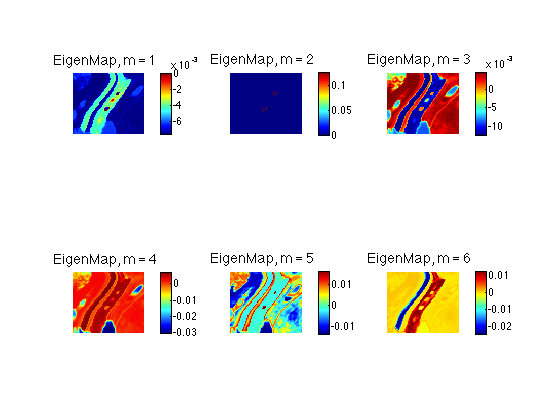 EigenMap, m = 1
x 10^-3
0
-2
-4
-6
EigenMap, m = 2
0.1
0.05
0
EigenMap, m = 3
x 10^-3
0
-5
-10
EigenMap, m = 4
0
-0.01
-0.02
-0.03
EigenMap, m = 5
0.01
0
-0.01
EigenMap, m = 6
0.01
0
-0.01
-0.02